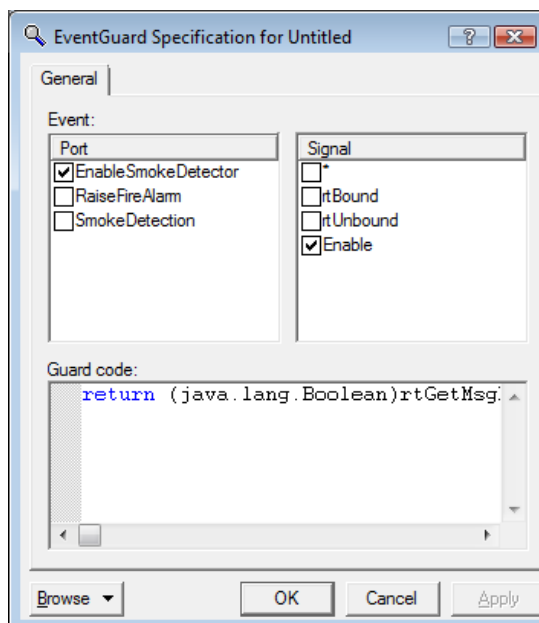 EventGuard Specification for Untitled
General
Event:
Port
EnableSmokeDetector
RaiseFireAlarm
SmokeDetection
Signal
*
rtBound
rtUnbound
Enable
Guard code:
return (java.lang.Boolean)rtGetMsg
Browse
OK
Cancel
Apply